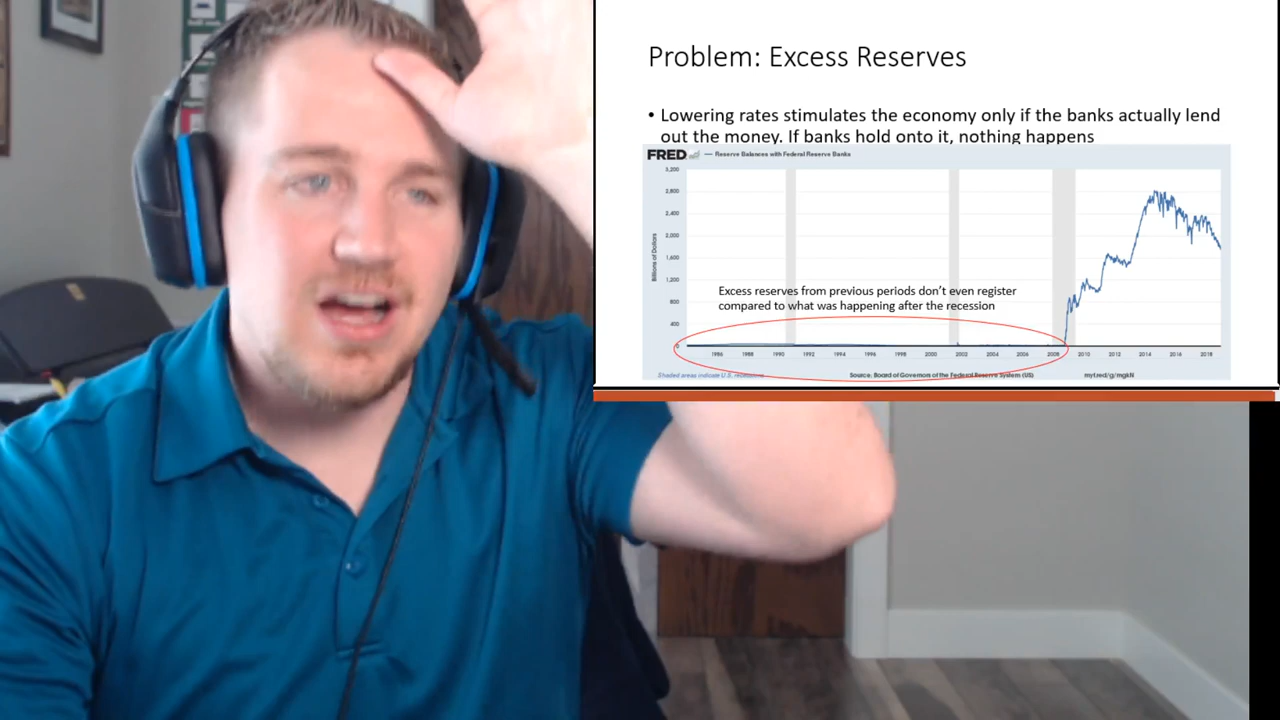 Problem: Excess Reserves
• Lowering rates stimulates the economy only if the banks actually lend
out the money. If banks hold onto it, nothing happens
FRED — Reserve Balances with Federal Reserve Banks
3,200
2,800
2,400
2,000
1,600
1,200
800
400
0
Billions of Dollars
Excess reserves from previous periods don't even register
compared to what was happening after the recession
1986 1988 1990 1992 1994 1996 1998 2000 2002 2004 2006 2008 2010 2012 2014 2016 2018
Shaded areas indicate U.S. Source: Board of Governors of the Federal Reserve System (US)